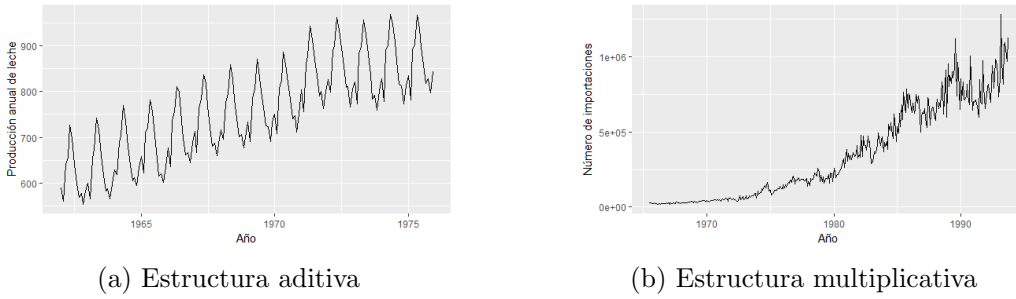 Producción anual de leche
900
800
700
600
1965
1970
1975
Año
(a) Estructura aditiva
Número de importaciones
1e+06
5e+05
0e+00
1970
1980
1990
Año
(b) Estructura multiplicativa